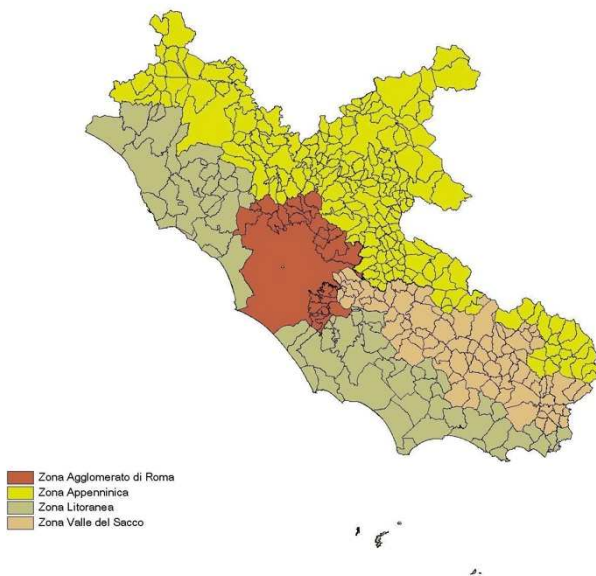 Zona Agglomerato di Roma
Zona Appenninica
Zona Litoranea
Zona Valle del Sacco